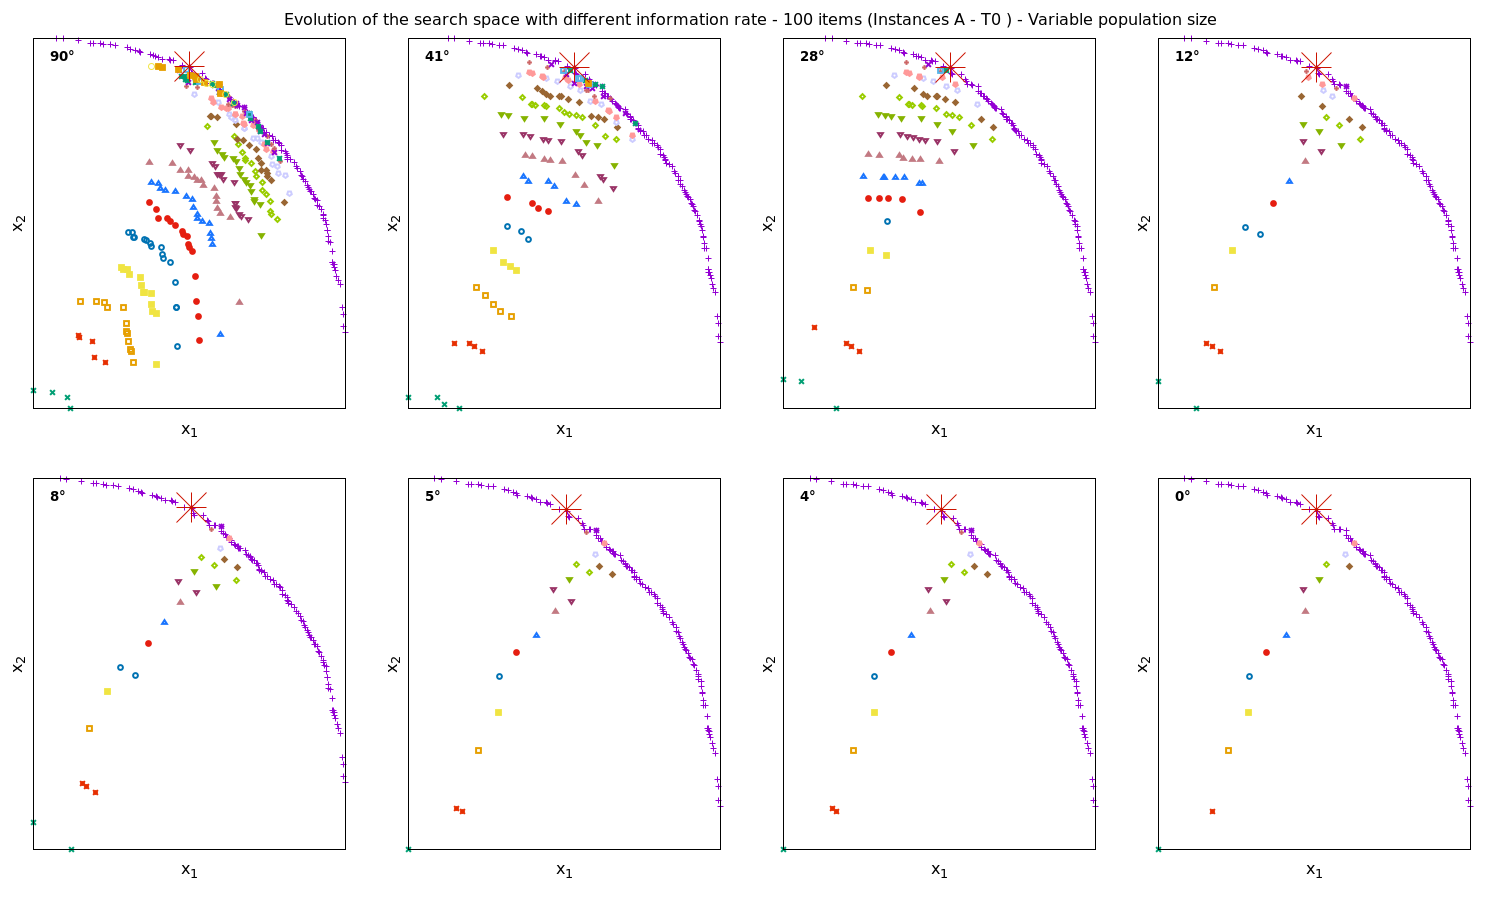 Evolution of the search space with different information rate - 100 items (Instances A - T0 ) - Variable population size
90° 41° 28° 12°
x₂ x₂ x₂ x₂
x₁ x₁ x₁ x₁
8° 5° 4° 0°
x₂ x₂ x₂ x₂
x₁ x₁ x₁ x₁